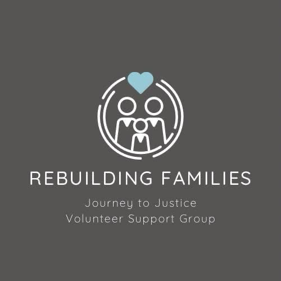 REBUILDING FAMILIES
Journey to Justice
Volunteer Support Group